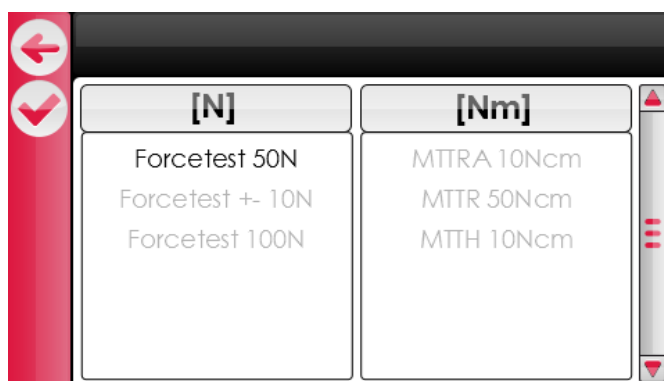 [N]
Forcetest 50N
Forcetest +- 10N
Forcetest 100N
[Nm]
MTTRA 10Ncm
MTTR 50Ncm
MTTH 10Ncm